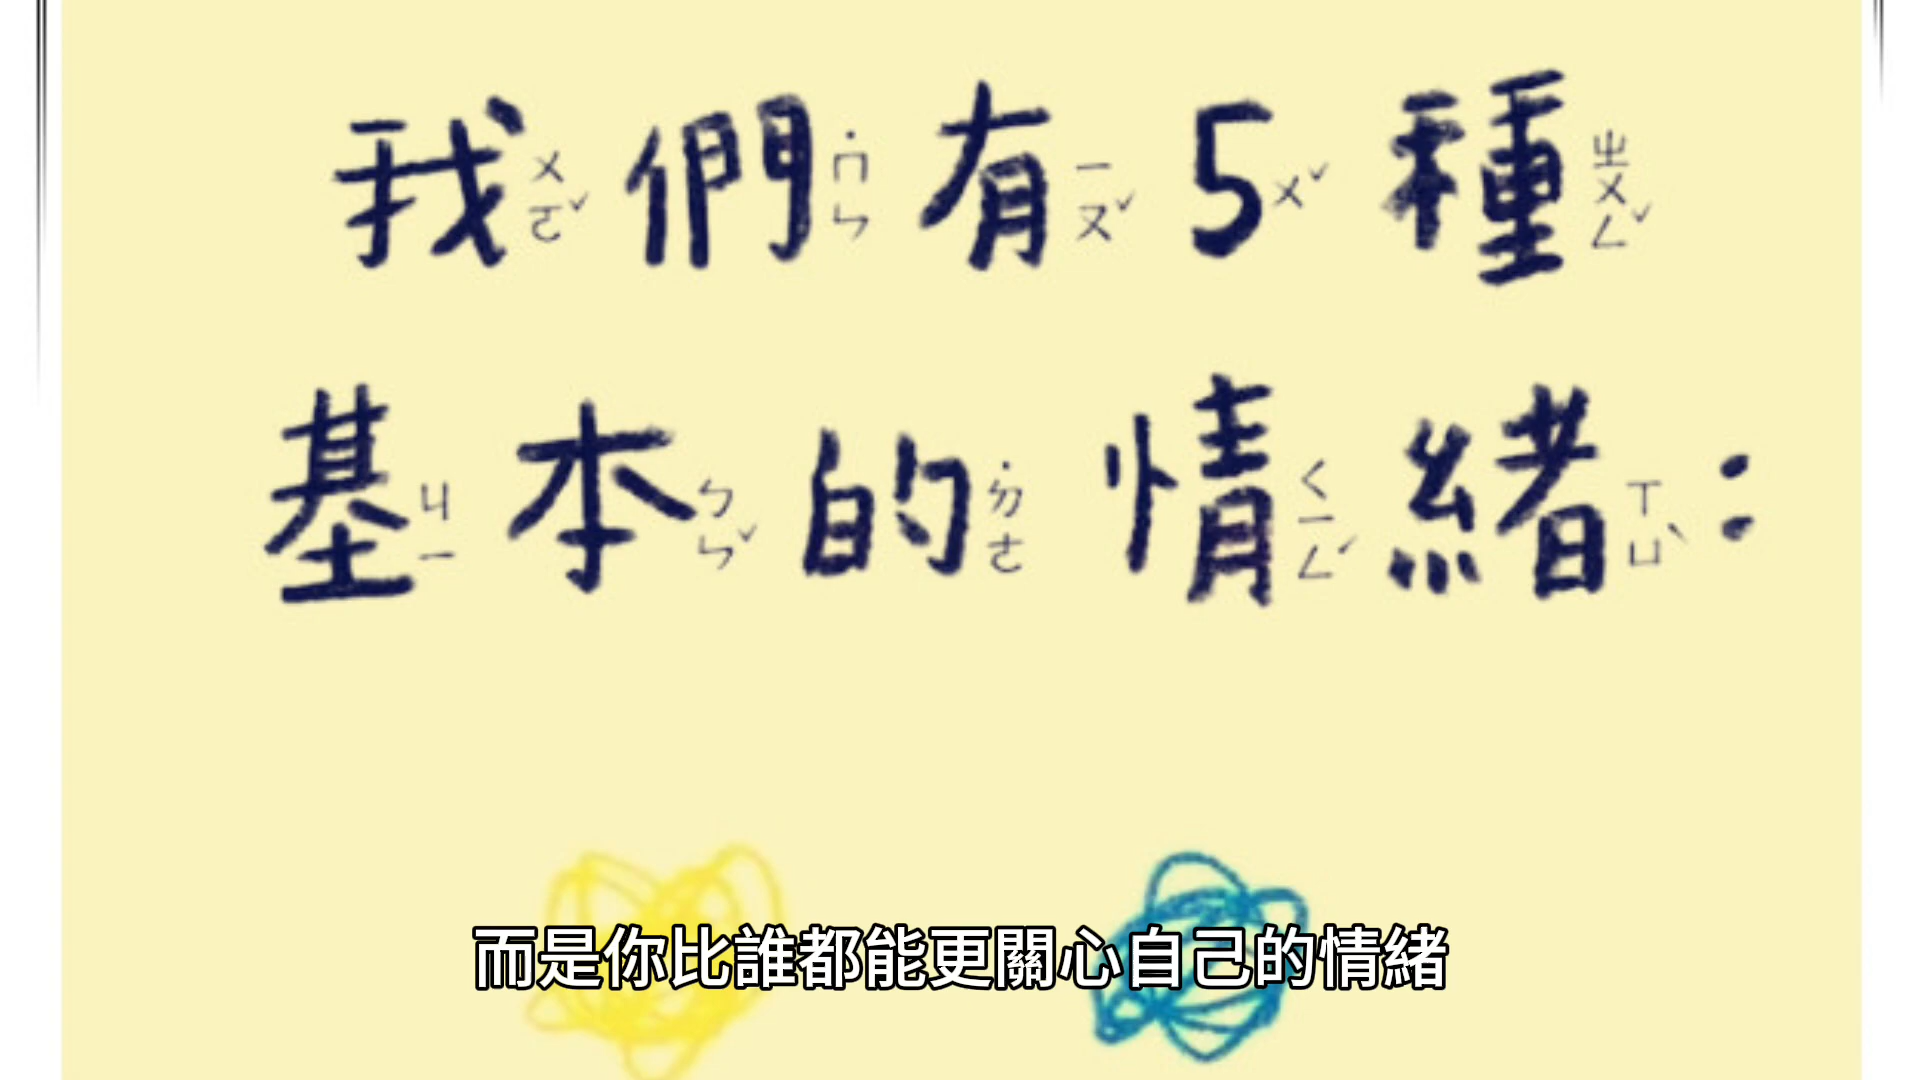 我們有5種
基本的情緒：
而是你比誰都能更關心自己的情緒